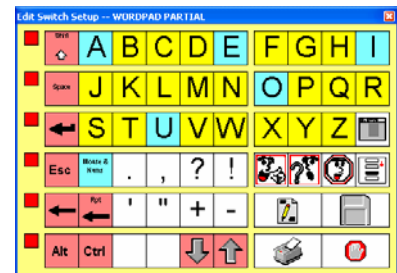 Edit Switch Setup -- WORDPAD PARTIAL
Shift A B C D E F G H I
Space J K L M N O P Q R
S T U V W X Y Z
Esc Mouse & Menu . , ? !
Rpt ' " + -
Alt Ctrl